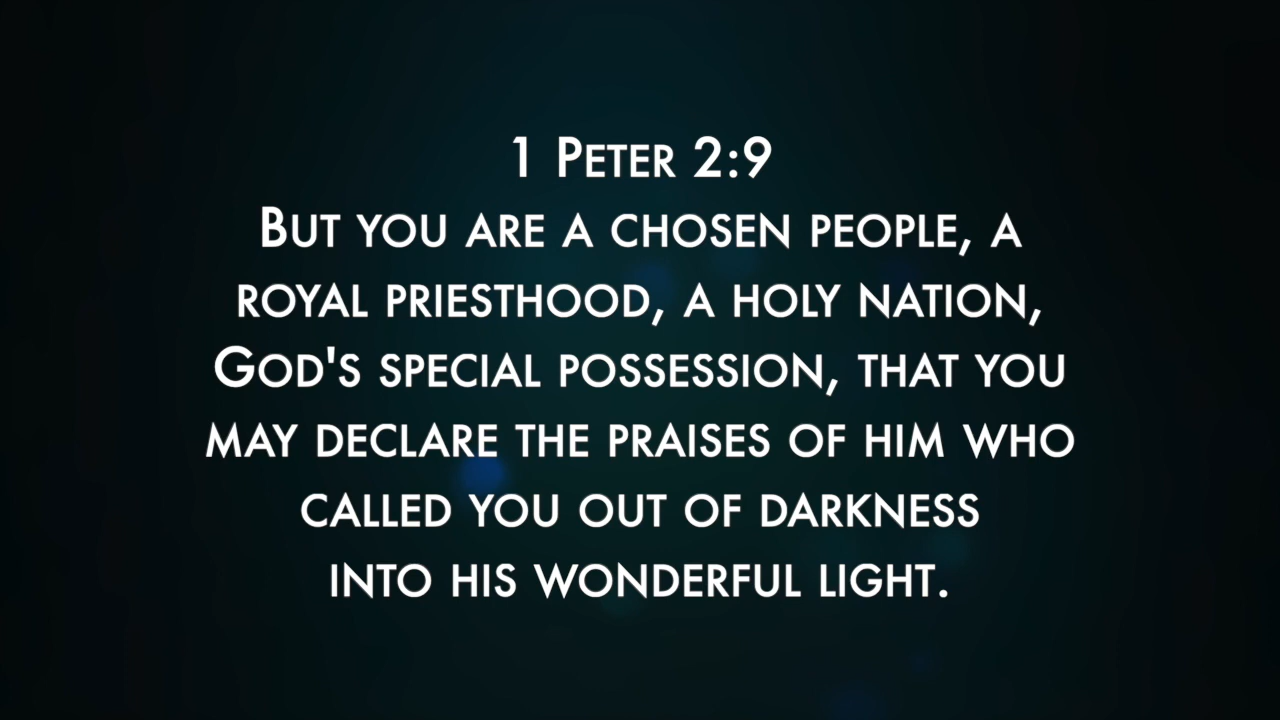 1 Peter 2:9
But you are a chosen people, a
royal priesthood, a holy nation,
God's special possession, that you
may declare the praises of him who
called you out of darkness
into his wonderful light.